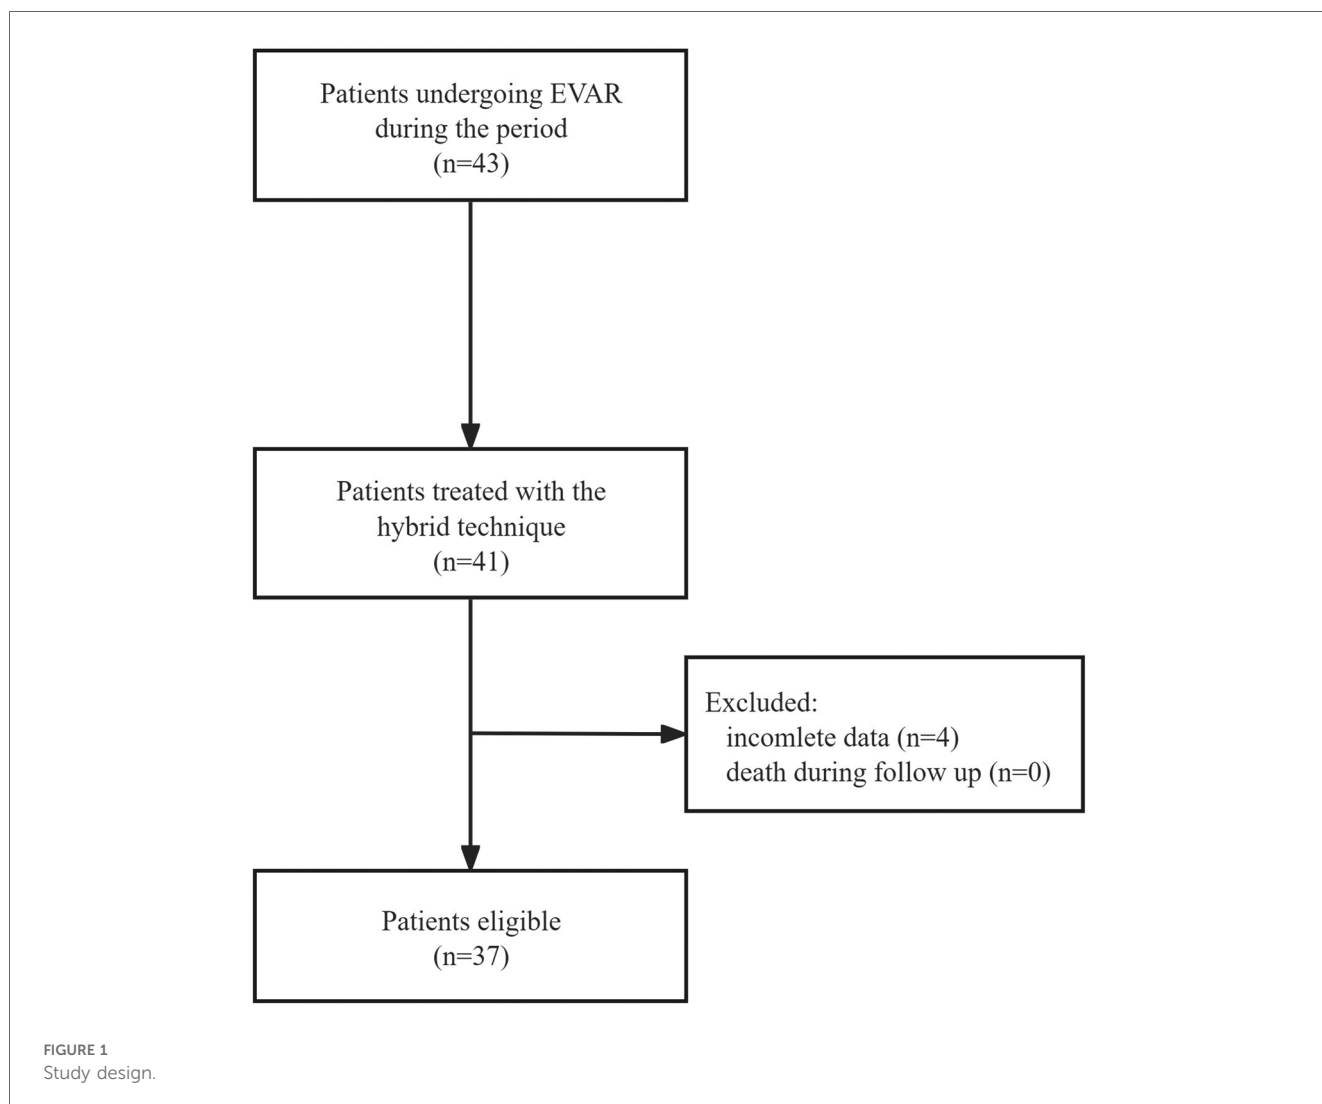 Patients undergoing EVAR
during the period
(n=43)
Patients treated with the
hybrid technique
(n=41)
Excluded:
incomlete data (n=4)
death during follow up (n=0)
Patients eligible
(n=37)
FIGURE 1
Study design.